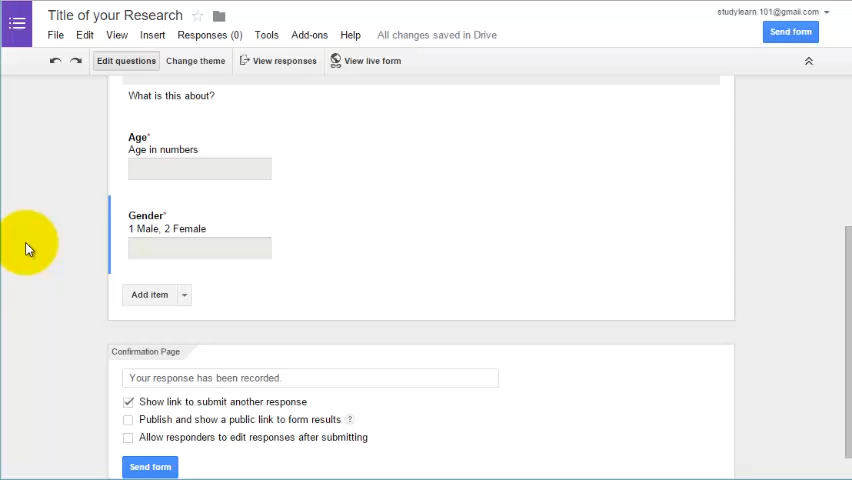 Title of your Research
studylearn.101@gmail.com
File Edit View Insert Responses (0) Tools Add-ons Help All changes saved in Drive
Send form
Edit questions Change theme View responses View live form
What is this about?
Age*
Age in numbers
Gender*
1 Male, 2 Female
Add item
Confirmation Page
Your response has been recorded.
Show link to submit another response
Publish and show a public link to form results ?
Allow responders to edit responses after submitting
Send form